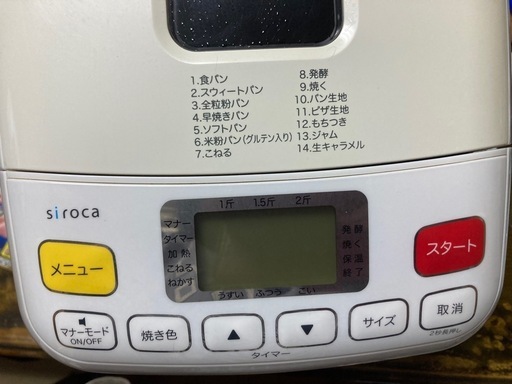 1.食パン
2.スウィートパン
3.全粒粉パン
4.早焼きパン
5.ソフトパン
6.米粉パン(グルテン入り)
7.こねる
8.発酵
9.焼く
10.パン生地
11.ピザ生地
12.もちつき
13.ジャム
14.生キャラメル
siroca
1斤 1.5斤 2斤
マナー
タイマー
加熱
こねる
ねかす
発酵
焼く
保温
終了
うすい ふつう こい
メニュー
スタート
マナーモード
ON/OFF
焼き色
▲
▼
タイマー
サイズ
取消
2秒長押し